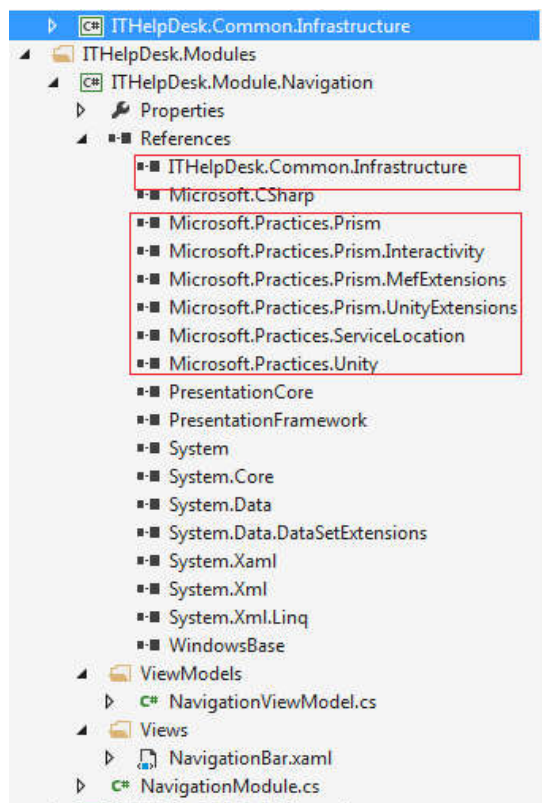 C# ITHelpDesk.Common.Infrastructure
ITHelpDesk.Modules
C# ITHelpDesk.Module.Navigation
Properties
References
ITHelpDesk.Common.Infrastructure
Microsoft.CSharp
Microsoft.Practices.Prism
Microsoft.Practices.Prism.Interactivity
Microsoft.Practices.Prism.MefExtensions
Microsoft.Practices.Prism.UnityExtensions
Microsoft.Practices.ServiceLocation
Microsoft.Practices.Unity
PresentationCore
PresentationFramework
System
System.Core
System.Data
System.Data.DataSetExtensions
System.Xaml
System.Xml
System.Xml.Linq
WindowsBase
ViewModels
C# NavigationViewModel.cs
Views
NavigationBar.xaml
C# NavigationModule.cs